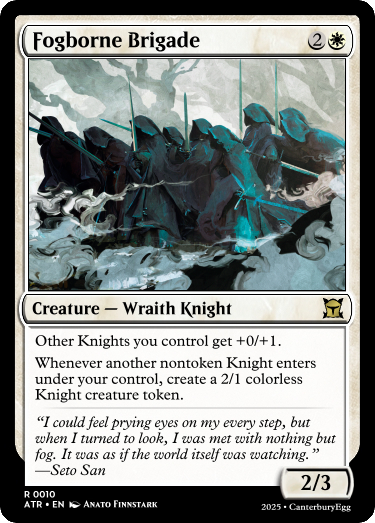 Fogborne Brigade 2
Creature — Wraith Knight
Other Knights you control get +0/+1.
Whenever another nontoken Knight enters
under your control, create a 2/1 colorless
Knight creature token.
“I could feel prying eyes on my every step, but
when I turned to look, I was met with nothing but
fog. It was as if the world itself was watching.”
—Seto San
2/3
R 0010
ATR • EN Anato Finnstark
2025 • CanterburyEgg